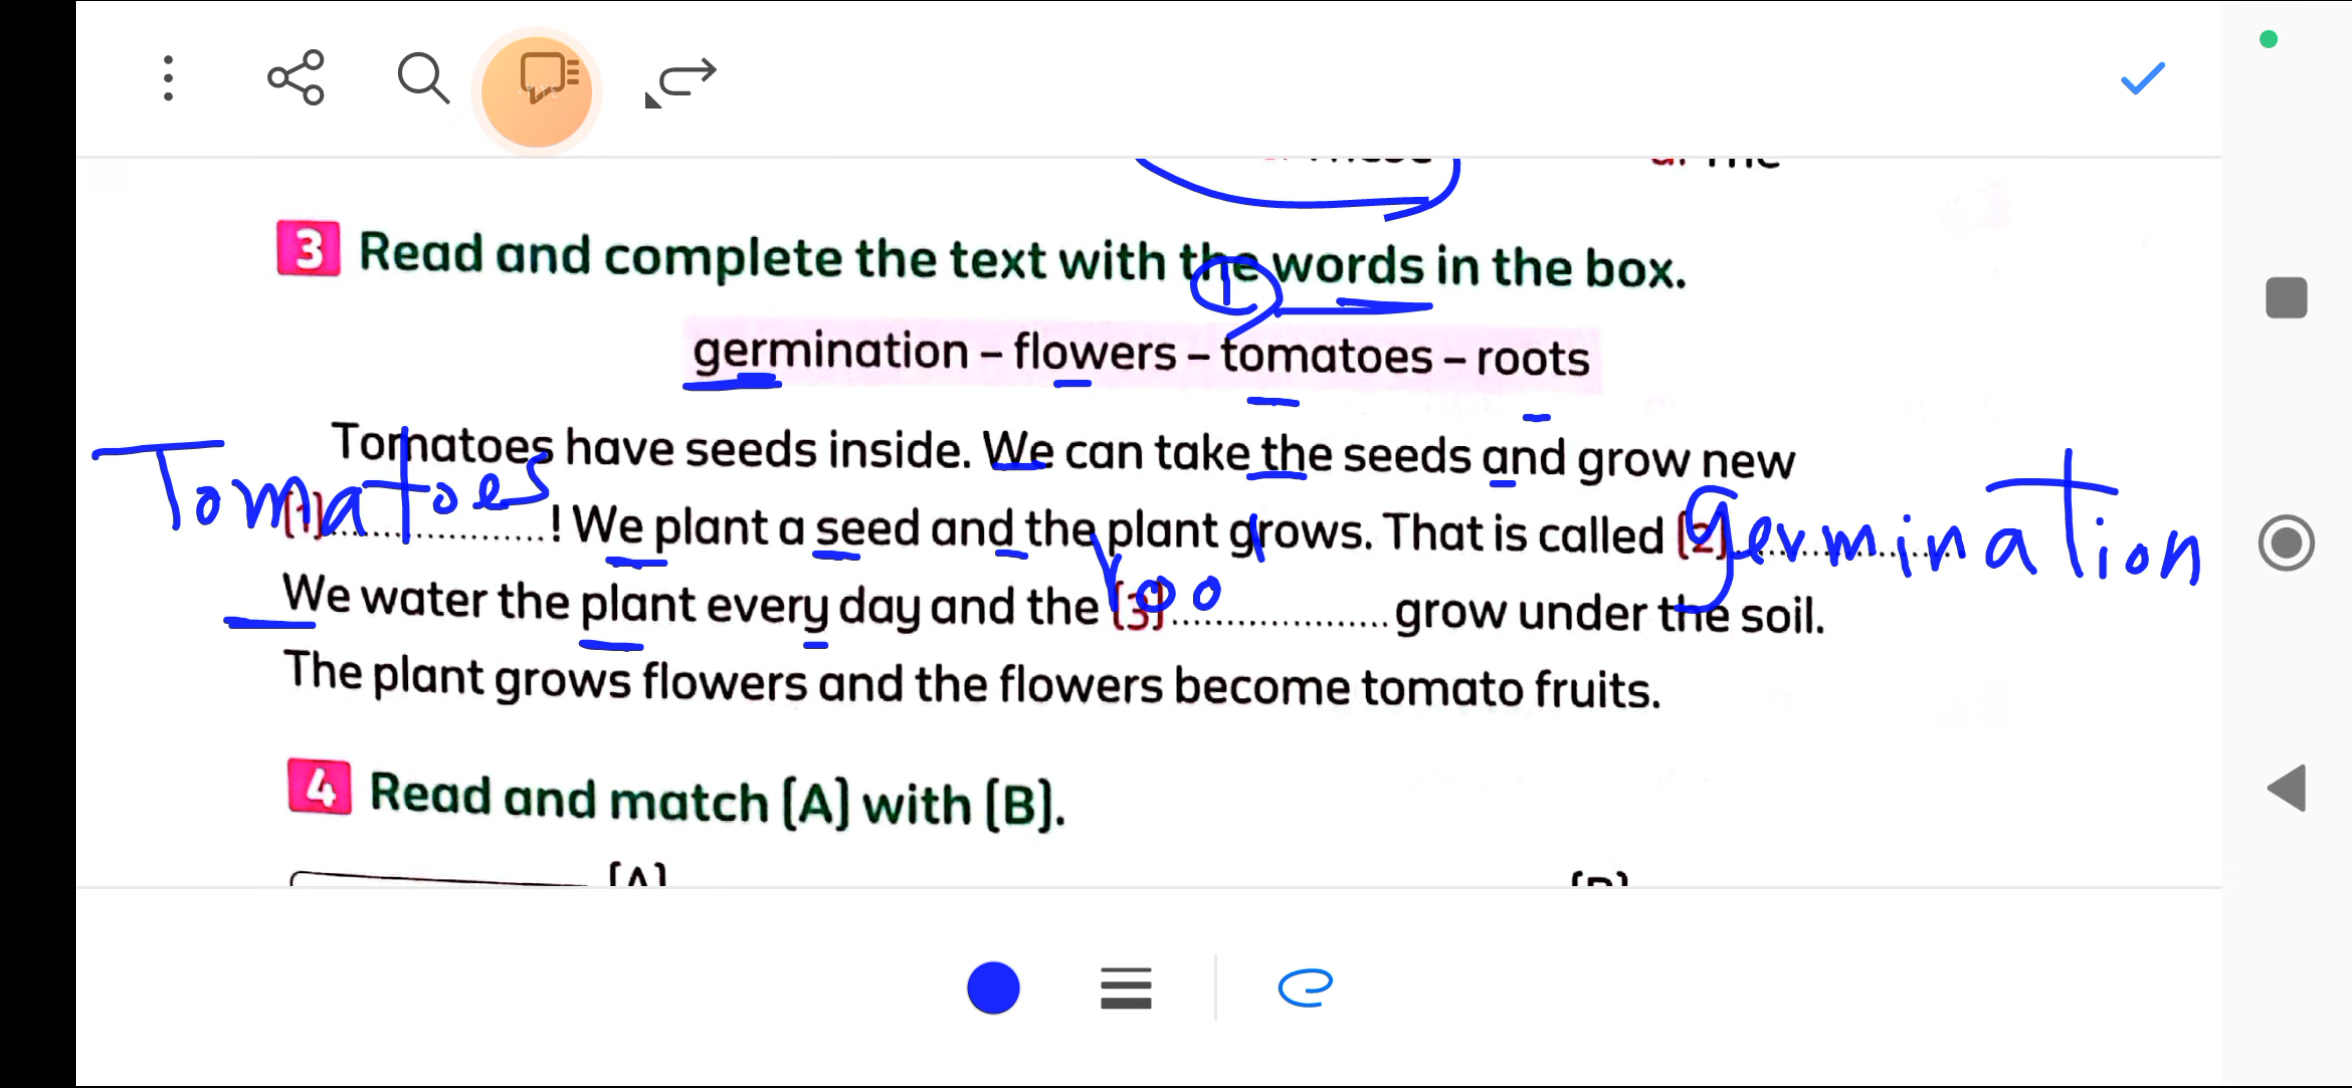 3 Read and complete the text with the words in the box.
1
germination – flowers – tomatoes – roots
Tomatoes have seeds inside. We can take the seeds and grow new
Tomatoes
(1)....................! We plant a seed and the plant grows. That is called (2)....................
germination
We water the plant every day and the (3)....................grow under the soil.
roo
The plant grows flowers and the flowers become tomato fruits.
4 Read and match (A) with (B).
(A) (B)